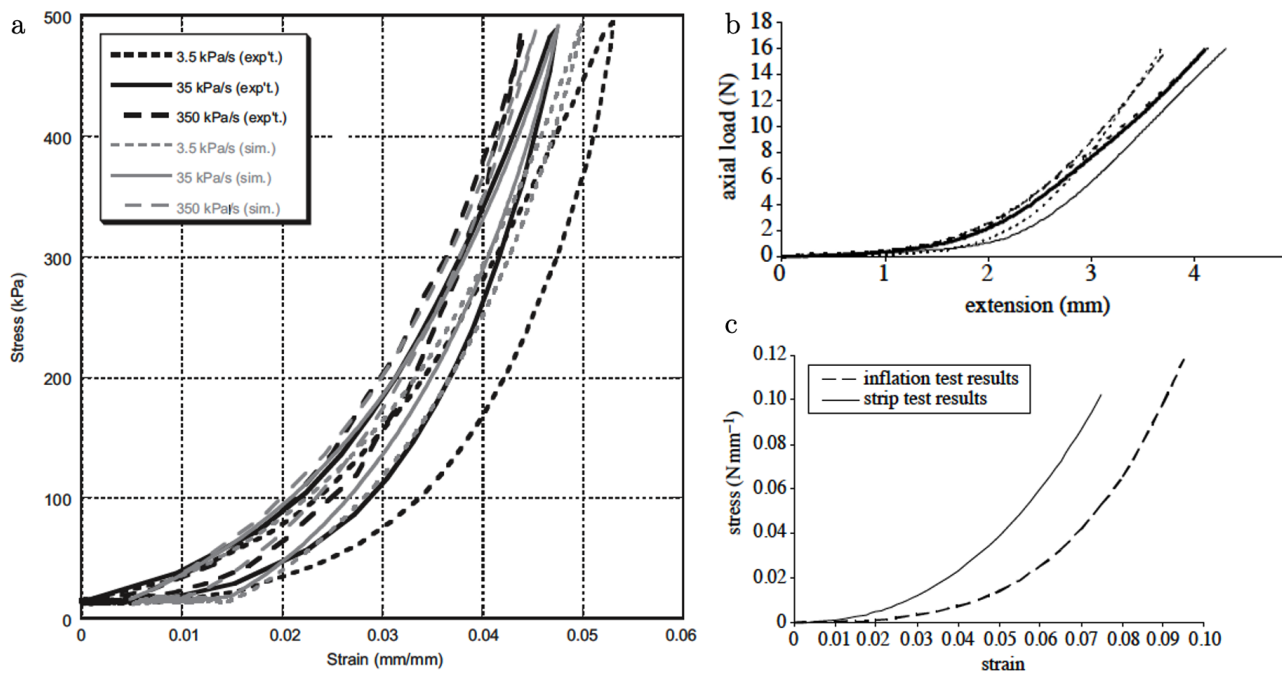 a
500
400
300
200
100
0
Stress (kPa)
3.5 kPa/s (exp't.)
35 kPa/s (exp't.)
350 kPa/s (exp't.)
3.5 kPa/s (sim.)
35 kPa/s (sim.)
350 kPa/s (sim.)
0 0.01 0.02 0.03 0.04 0.05 0.06
Strain (mm/mm)
b
18
16
14
12
10
8
6
4
2
0
axial load (N)
0 1 2 3 4
extension (mm)
c
0.12
0.10
0.08
0.06
0.04
0.02
0
stress (N mm⁻¹)
inflation test results
strip test results
0 0.01 0.02 0.03 0.04 0.05 0.06 0.07 0.08 0.09 0.10
strain